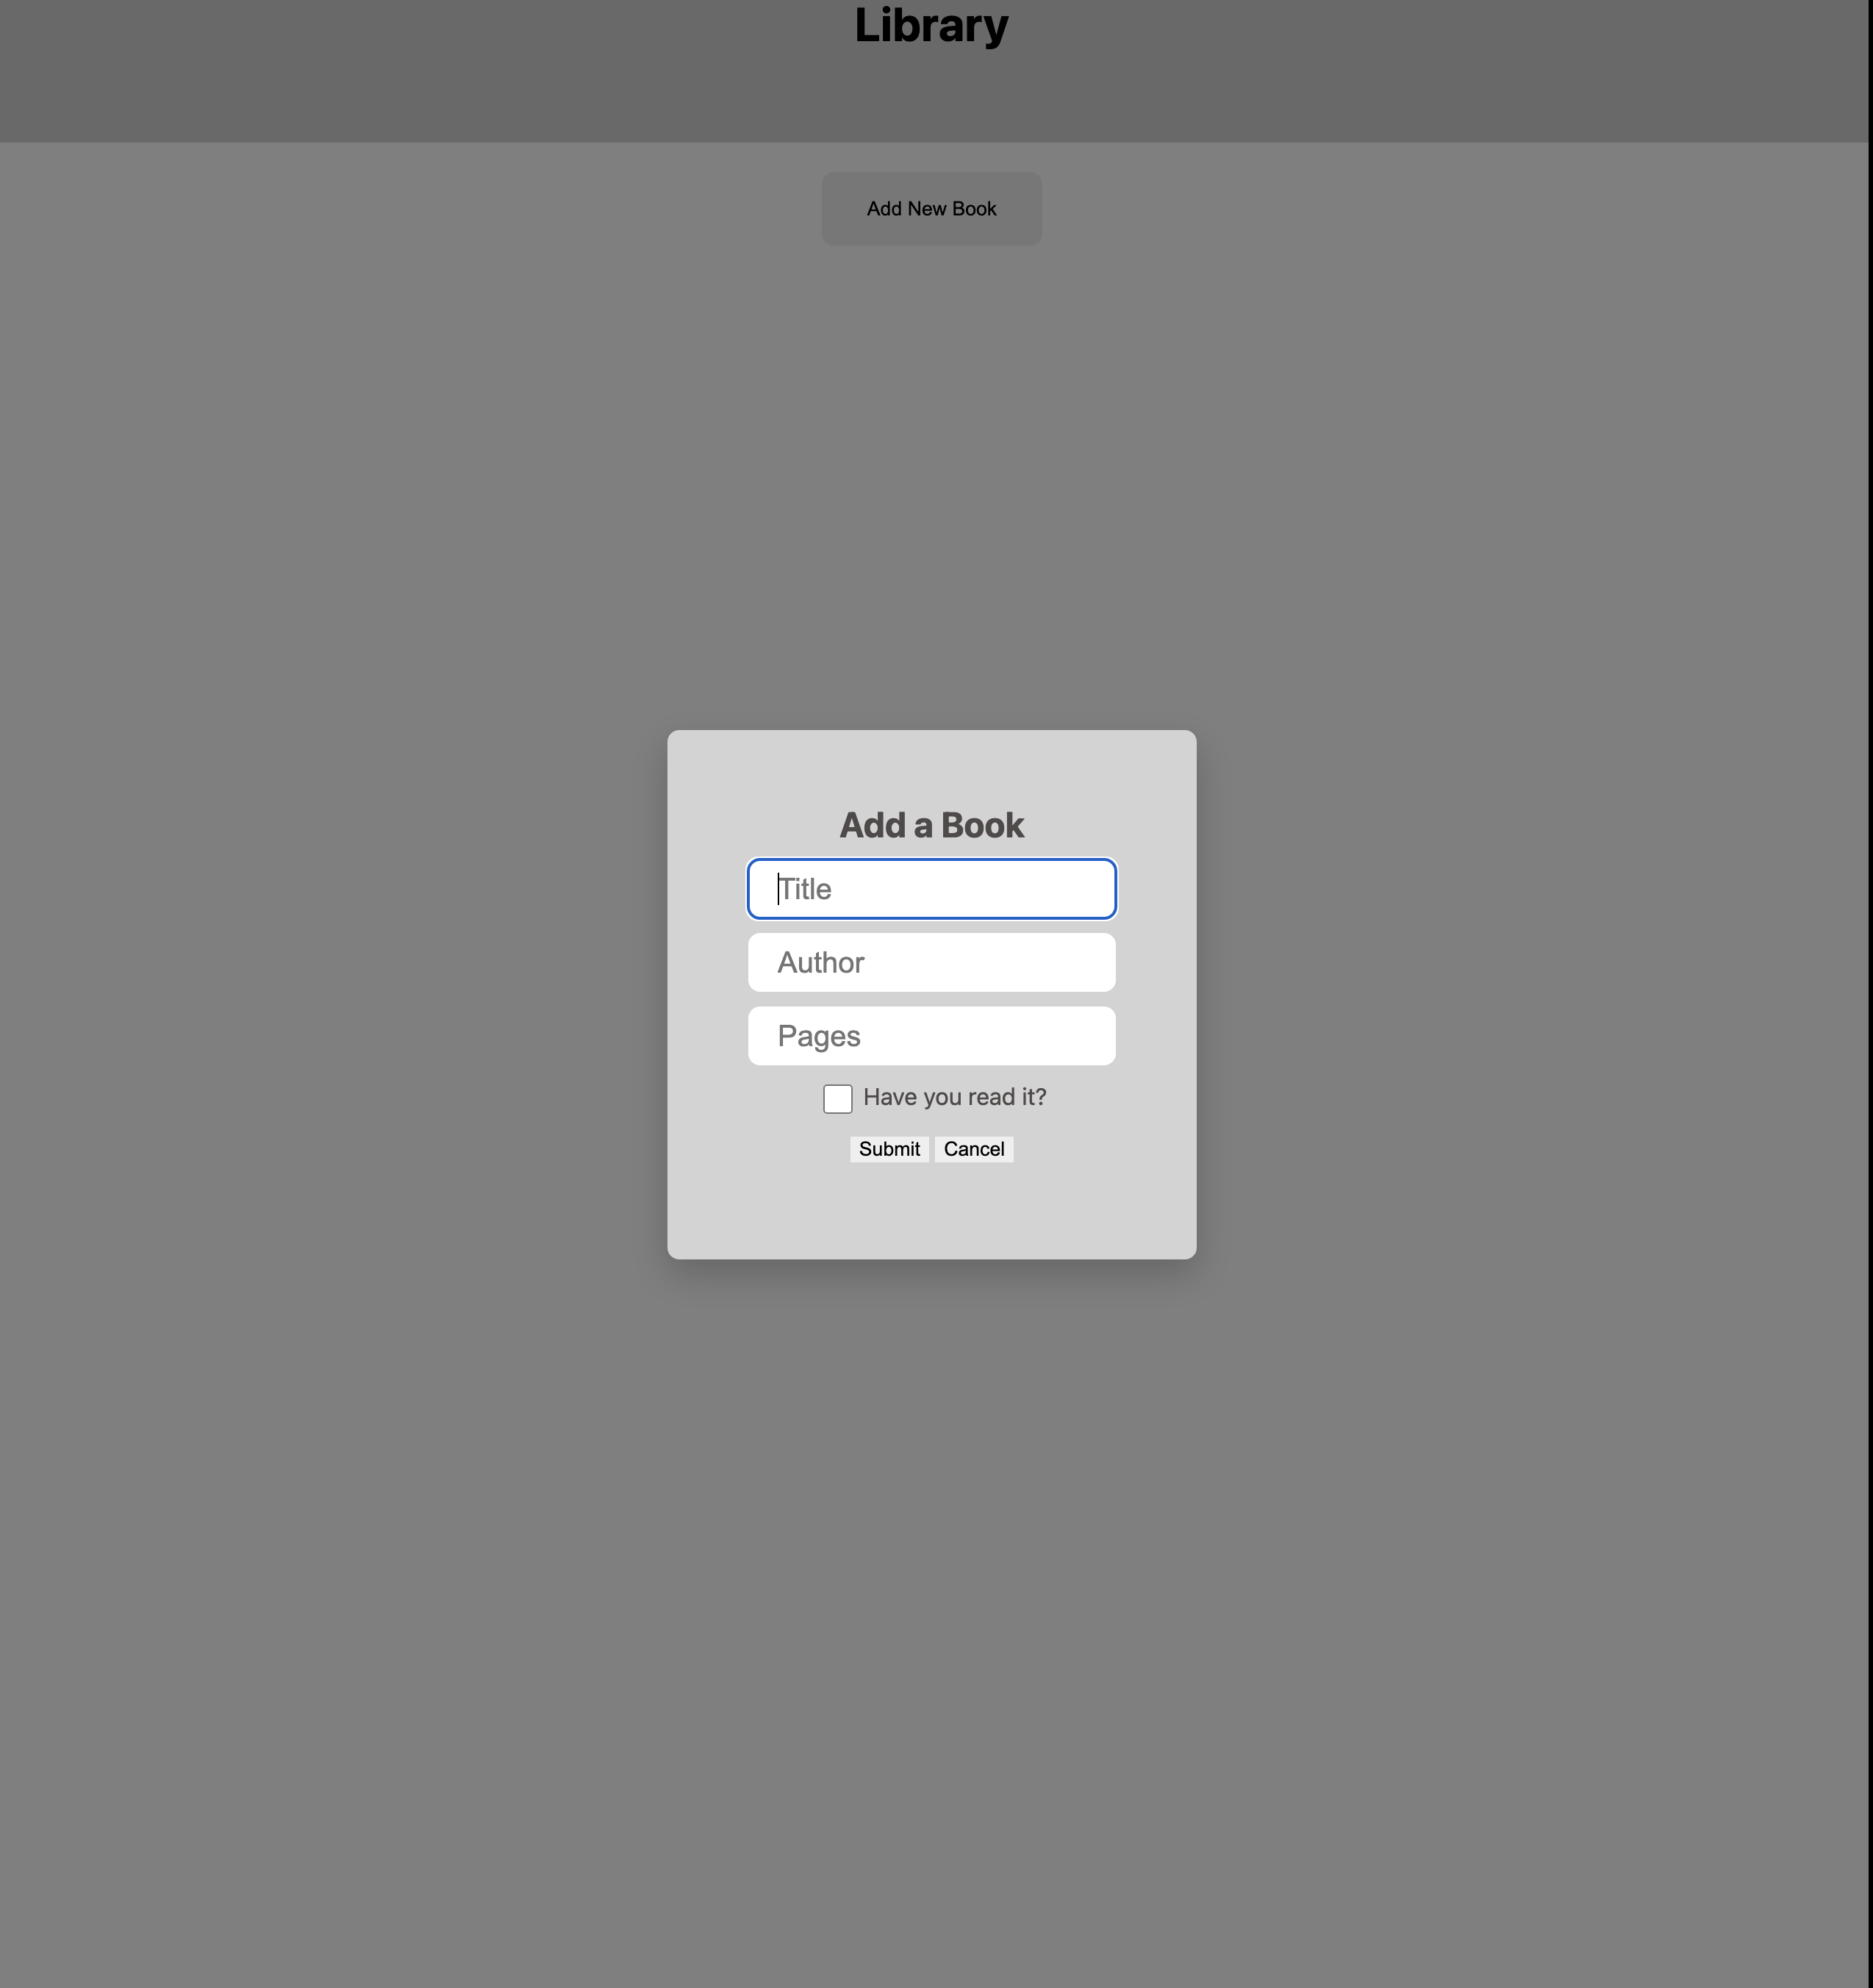 Library
Add New Book
Add a Book
Title
Author
Pages
Have you read it?
Submit Cancel